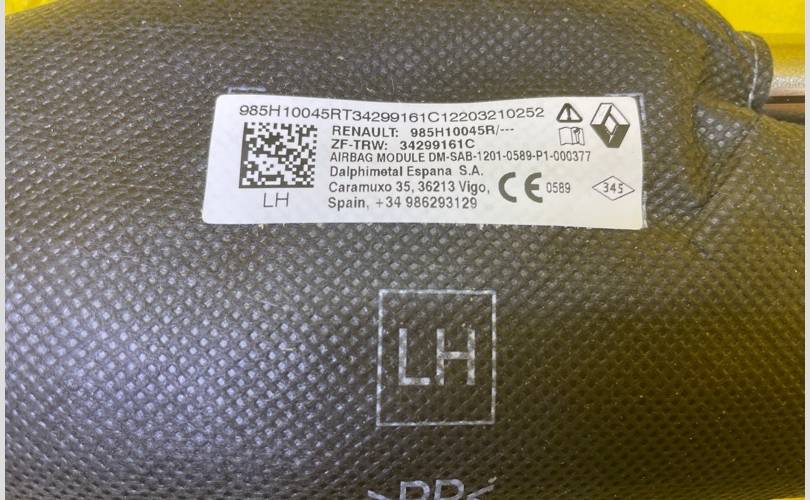 985H10045RT34299161C12203210252
RENAULT: 985H10045R/---
ZF-TRW: 34299161C
AIRBAG MODULE DM-SAB-1201-0589-P1-000377
Dalphimetal Espana S.A.
Caramuxo 35, 36213 Vigo,
Spain, +34 986293129
LH
CE 0589
345
LH
>PP<